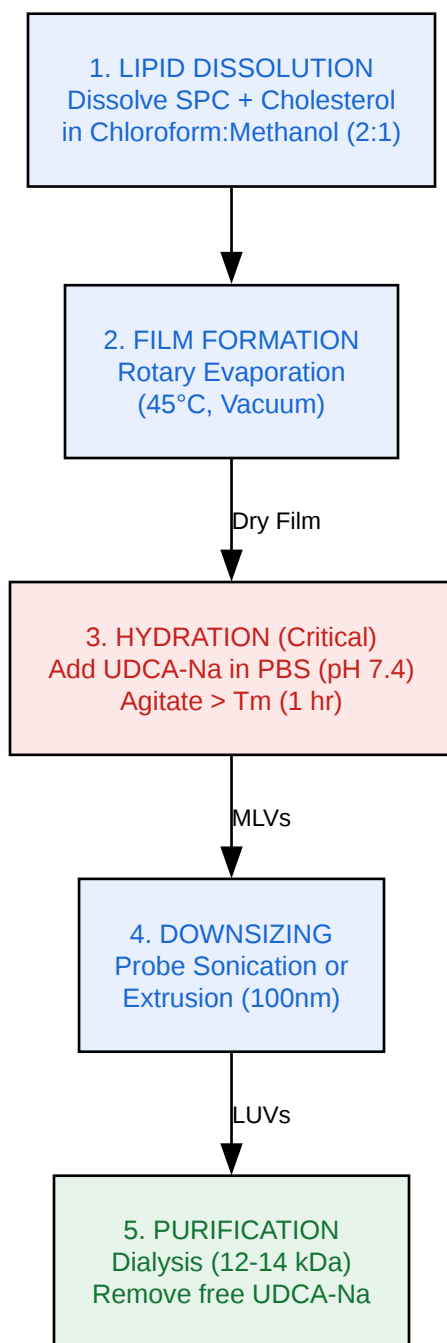 1. LIPID DISSOLUTION
Dissolve SPC + Cholesterol
in Chloroform:Methanol (2:1)
2. FILM FORMATION
Rotary Evaporation
(45°C, Vacuum)
Dry Film
3. HYDRATION (Critical)
Add UDCA-Na in PBS (pH 7.4)
Agitate > Tm (1 hr)
MLVs
4. DOWNSIZING
Probe Sonication or
Extrusion (100nm)
LUVs
5. PURIFICATION
Dialysis (12-14 kDa)
Remove free UDCA-Na